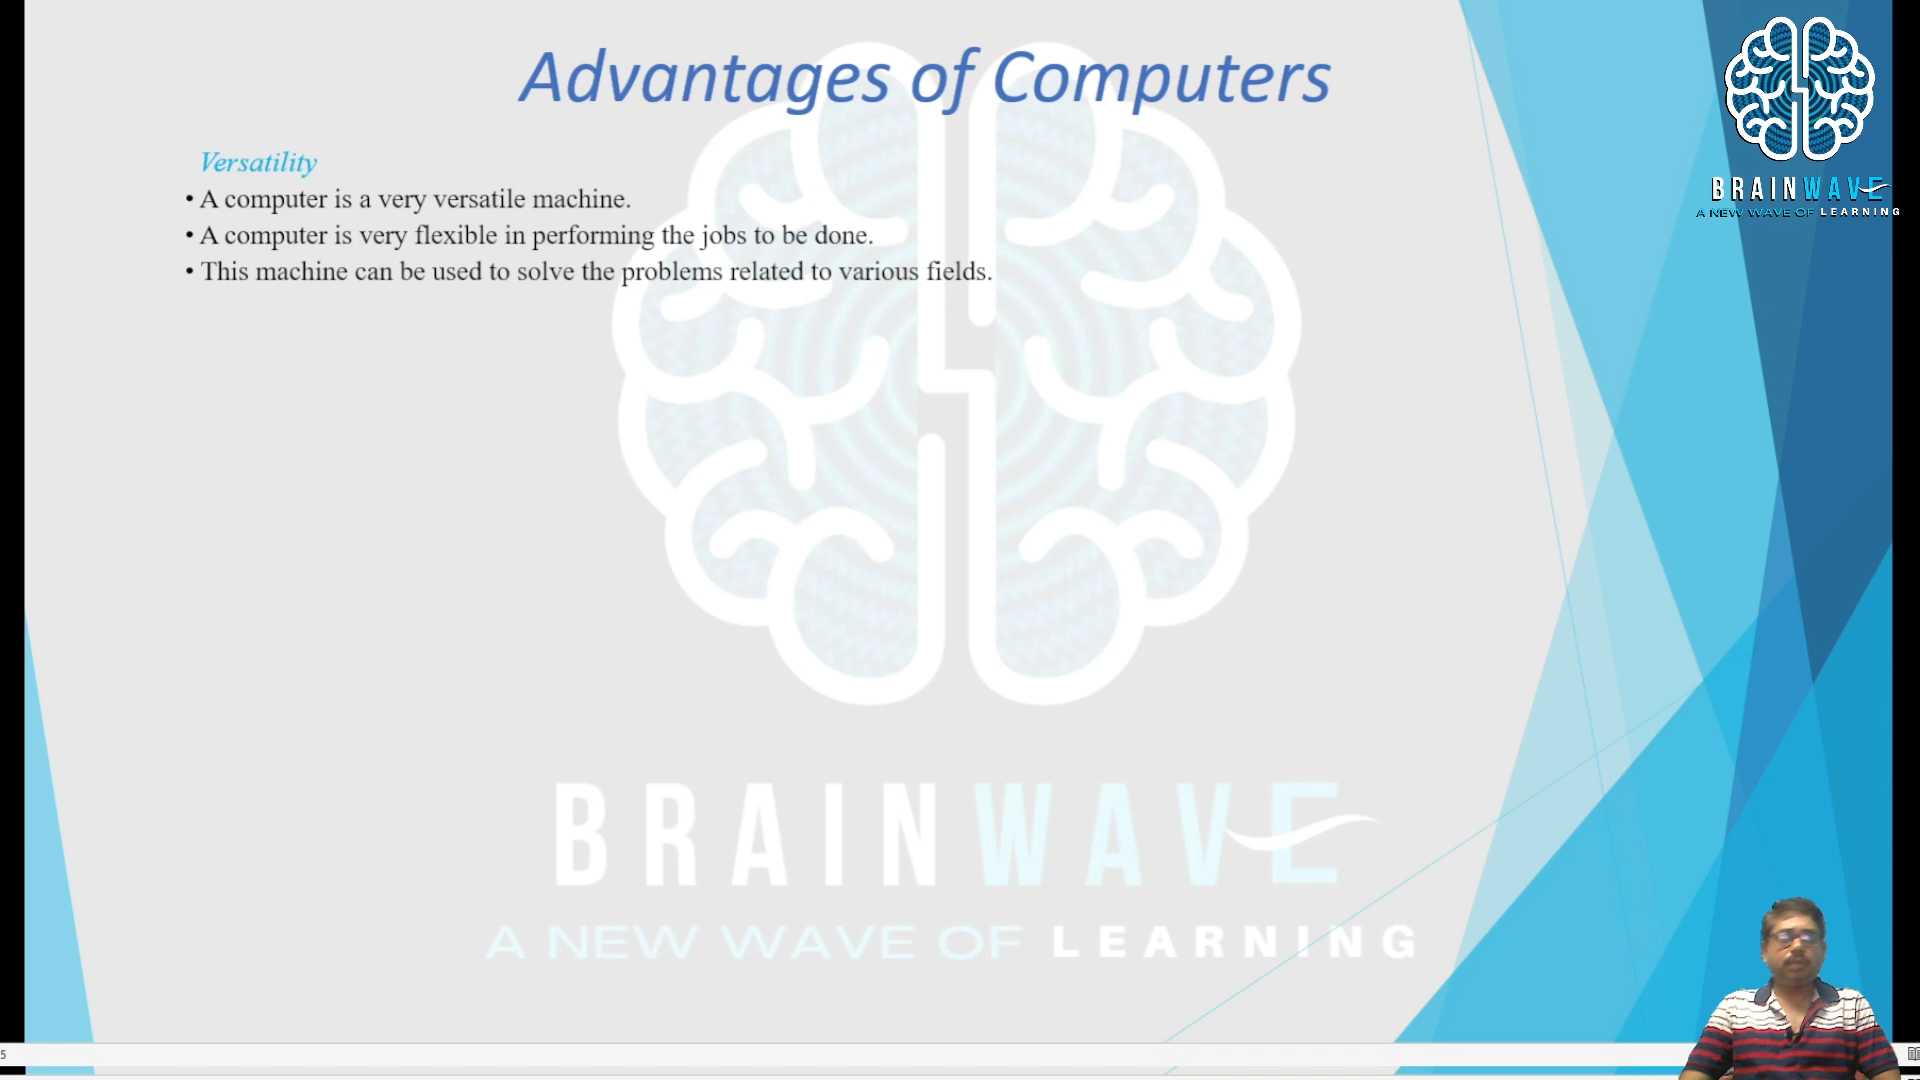 Advantages of Computers
Versatility
• A computer is a very versatile machine.
• A computer is very flexible in performing the jobs to be done.
• This machine can be used to solve the problems related to various fields.
BRAINWAVE
A NEW WAVE OF LEARNING
BRAINWAVE
A NEW WAVE OF LEARNING
5